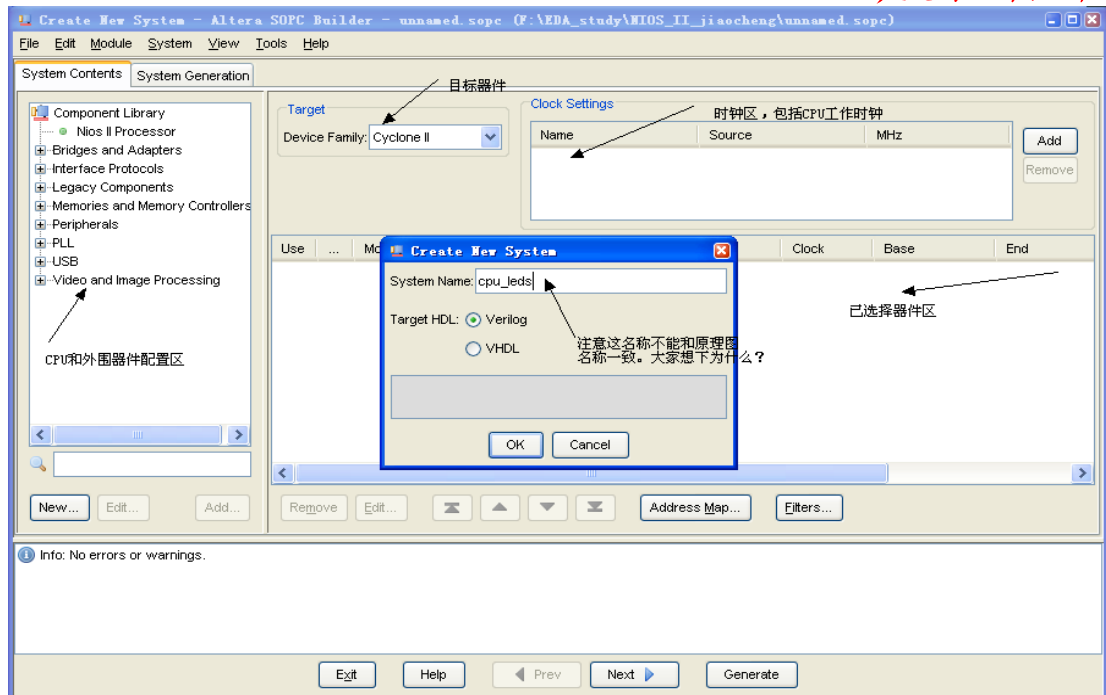 Create New System - Altera SOPC Builder - unnamed.sopc (F:\EDA_study\NIOS_II_jiaocheng\unnamed.sopc)
File Edit Module System View Tools Help
System Contents System Generation
目标器件
Component Library
Nios II Processor
Bridges and Adapters
Interface Protocols
Legacy Components
Memories and Memory Controllers
Peripherals
PLL
USB
Video and Image Processing
CPU和外围器件配置区
New... Edit... Add...
Target
Device Family: Cyclone II
Clock Settings
时钟区，包括CPU工作时钟
Name Source MHz
Add
Remove
Use ... Mo Clock Base End
已选择器件区
Create New System
System Name: cpu_leds
Target HDL: Verilog
VHDL
注意这名称不能和原理图
名称一致。大家想下为什么？
OK Cancel
Remove Edit... Address Map... Filters...
Info: No errors or warnings.
Exit Help Prev Next Generate